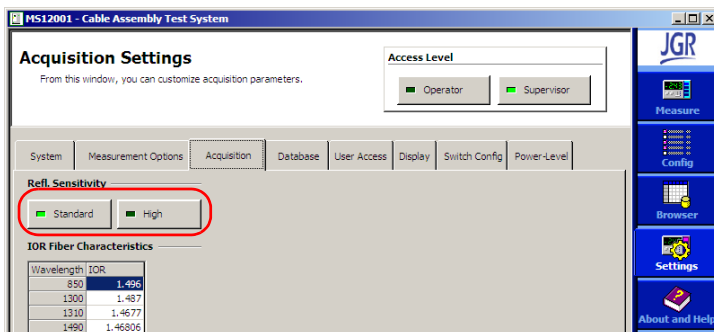 MS12001 - Cable Assembly Test System
Acquisition Settings
From this window, you can customize acquisition parameters.
Access Level
Operator
Supervisor
JGR
Measure
Config
Browser
Settings
About and Help
System
Measurement Options
Acquisition
Database
User Access
Display
Switch Config
Power-Level
Refl. Sensitivity
Standard
High
IOR Fiber Characteristics
Wavelength IOR
850 1.496
1300 1.487
1310 1.4677
1490 1.46806